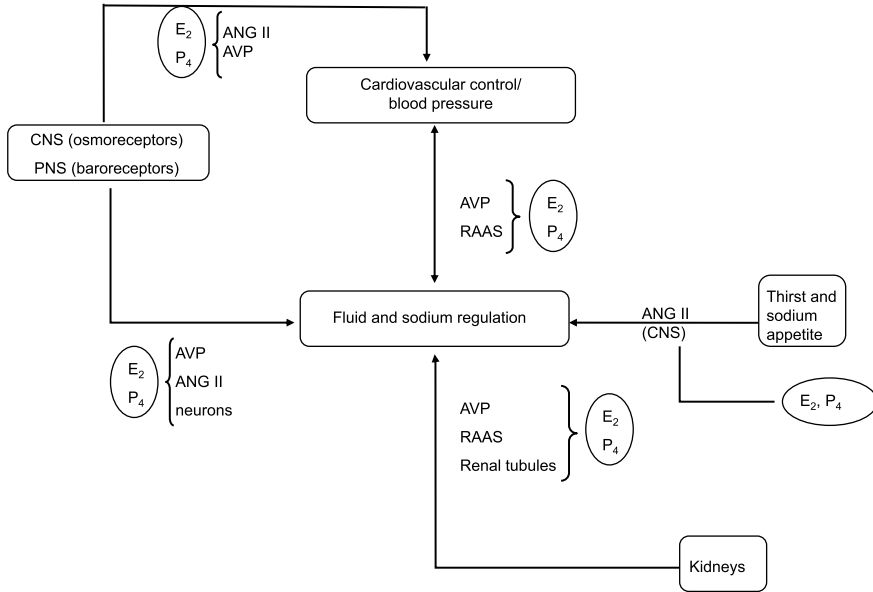 E₂
P₄
ANG II
AVP
Cardiovascular control/
blood pressure
CNS (osmoreceptors)
PNS (baroreceptors)
AVP
RAAS
E₂
P₄
Fluid and sodium regulation
ANG II
(CNS)
Thirst and
sodium
appetite
E₂
P₄
AVP
ANG II
neurons
AVP
RAAS
Renal tubules
E₂
P₄
E₂, P₄
Kidneys